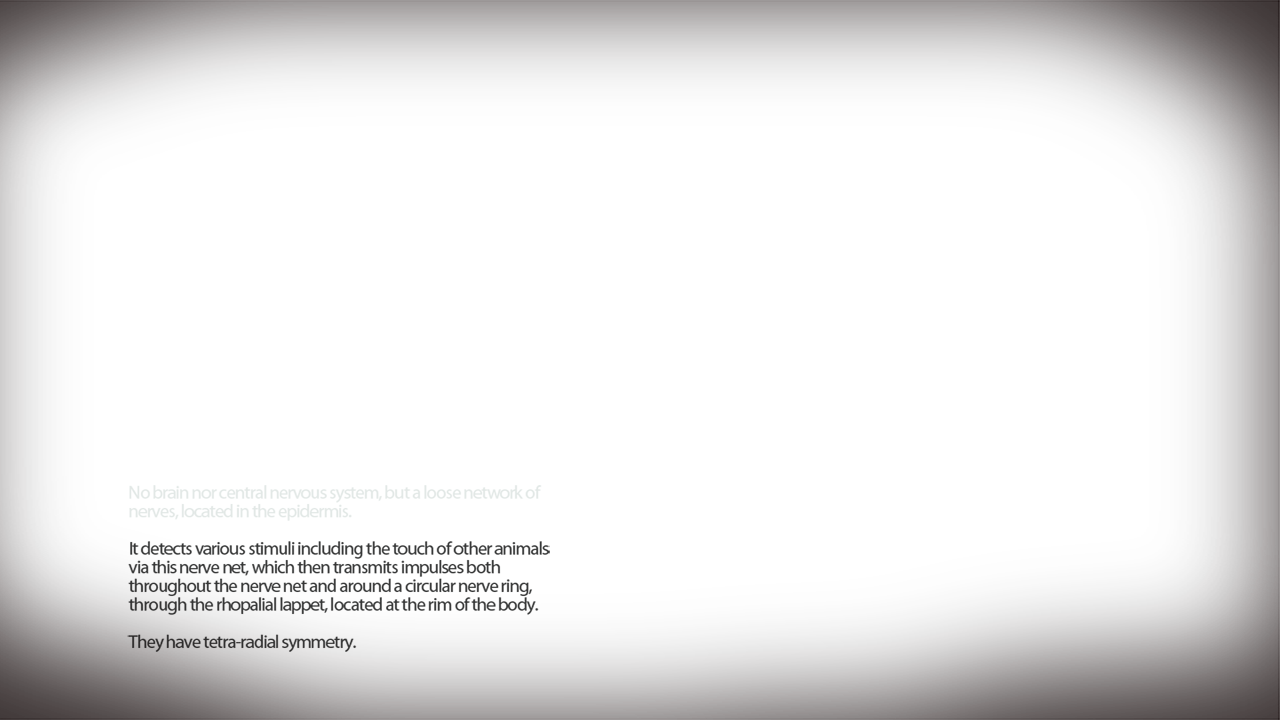 No brain nor central nervous system, but a loose network of
nerves, located in the epidermis.
It detects various stimuli including the touch of other animals
via this nerve net, which then transmits impulses both
throughout the nerve net and around a circular nerve ring,
through the rhopalial lappet, located at the rim of the body.
They have tetra-radial symmetry.